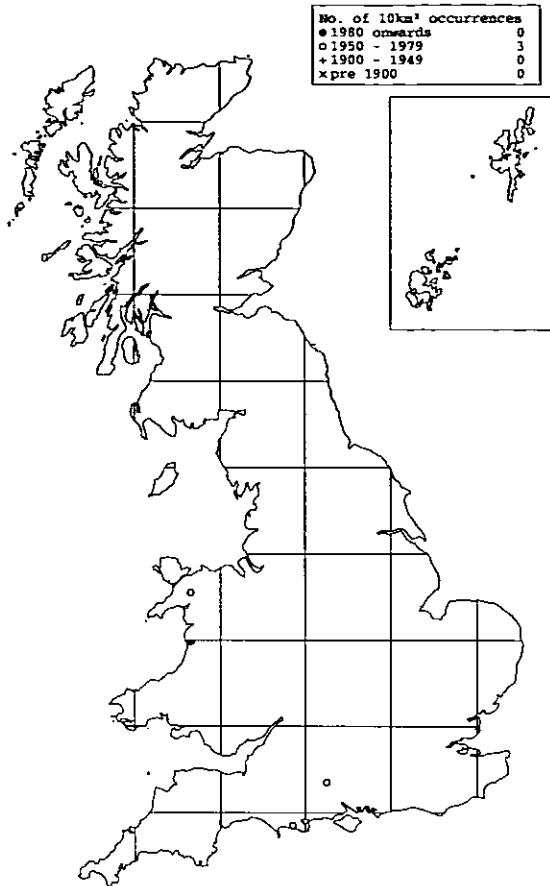 No. of 10km² occurrences
● 1980 onwards 0
○ 1950 - 1979 3
+ 1900 - 1949 0
x pre 1900 0